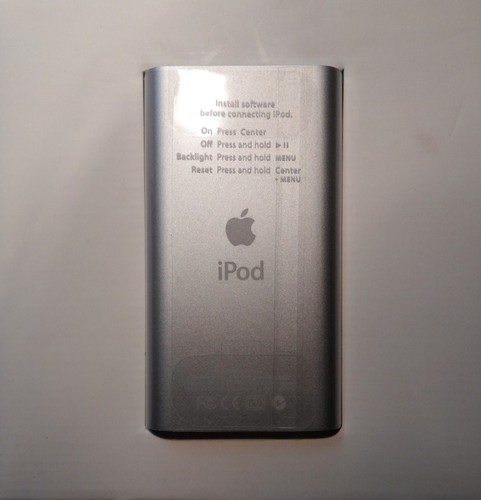 Install software
before connecting iPod.
On Press Center
Off Press and hold ►II
Backlight Press and hold MENU
Reset Press and hold Center
+ MENU
iPod